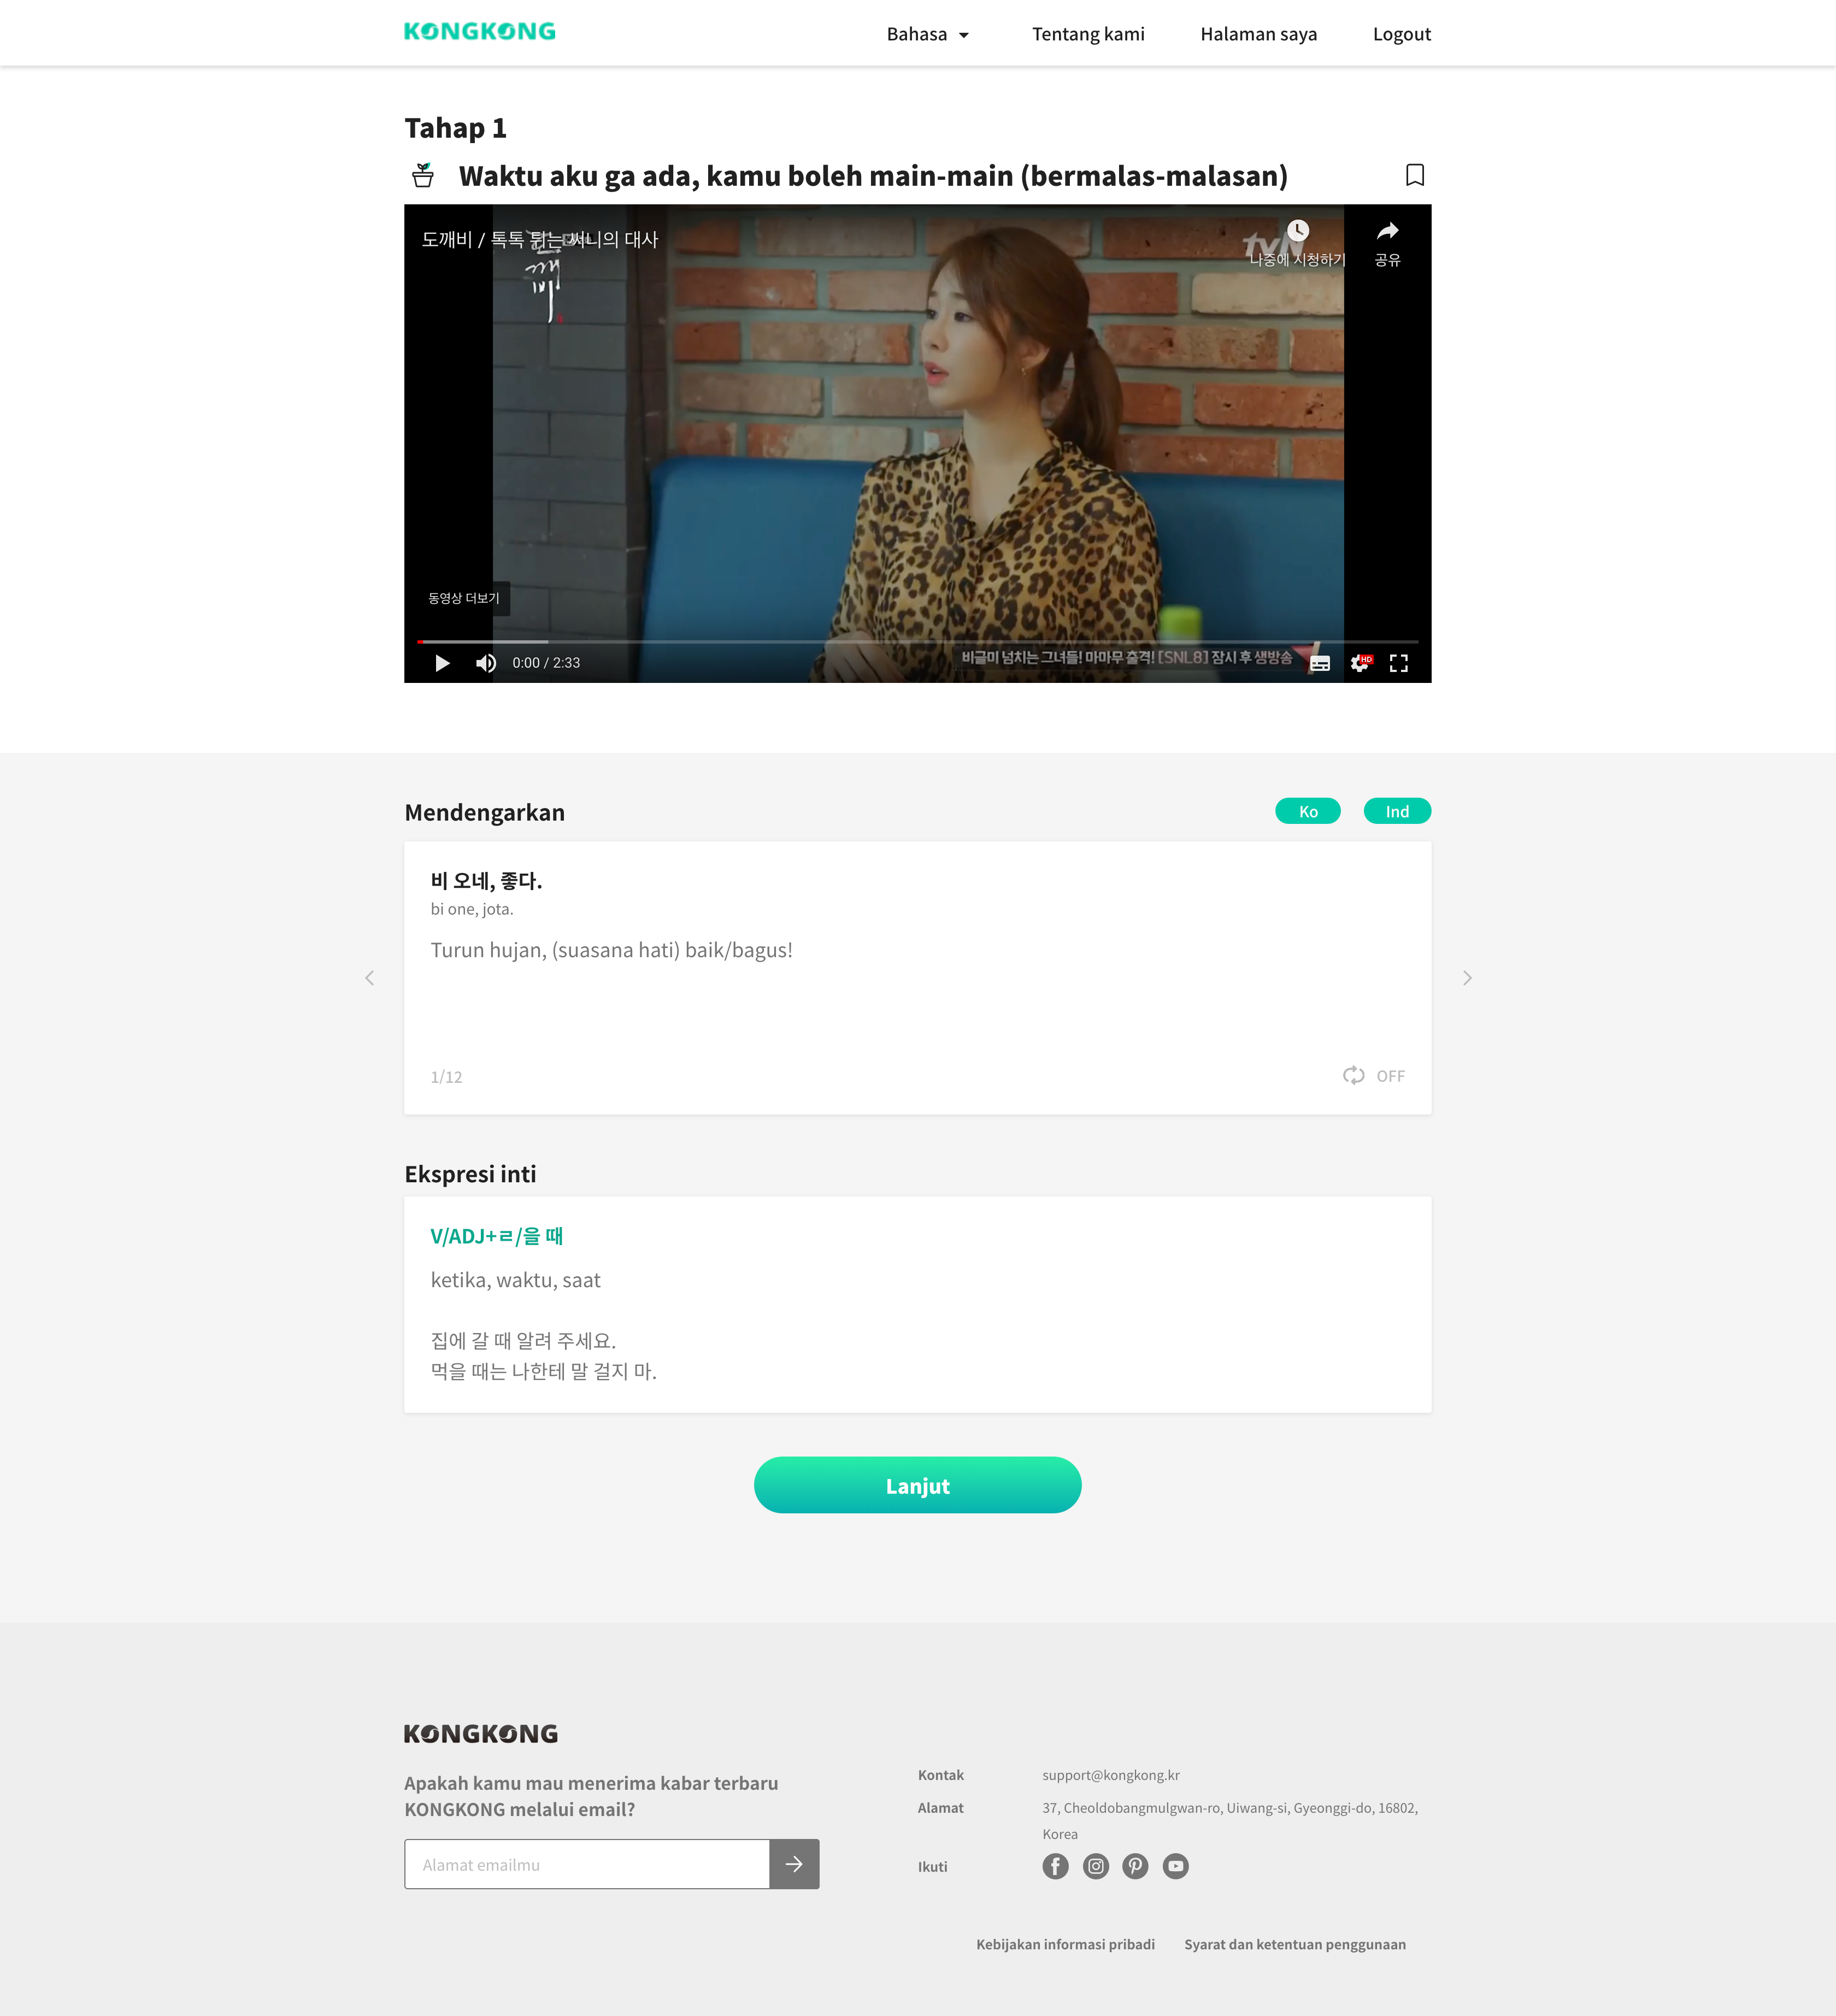 KONGKONG
Bahasa
Tentang kami
Halaman saya
Logout
Tahap 1
Waktu aku ga ada, kamu boleh main-main (bermalas-malasan)
도깨비 / 톡톡 튀는 써니의 대사
도깨비
tvN
나중에 시청하기
공유
동영상 더보기
비글미 넘치는 그녀들! 마마무 출격! [SNL8] 잠시 후 생방송
0:00 / 2:33
HD
Mendengarkan
Ko
Ind
비 오네, 좋다.
bi one, jota.
Turun hujan, (suasana hati) baik/bagus!
1/12
OFF
Ekspresi inti
V/ADJ+ㄹ/을 때
ketika, waktu, saat
집에 갈 때 알려 주세요.
먹을 때는 나한테 말 걸지 마.
Lanjut
KONGKONG
Apakah kamu mau menerima kabar terbaru
KONGKONG melalui email?
Alamat emailmu
Kontak
support@kongkong.kr
Alamat
37, Cheoldobangmulgwan-ro, Uiwang-si, Gyeonggi-do, 16802,
Korea
Ikuti
Kebijakan informasi pribadi
Syarat dan ketentuan penggunaan